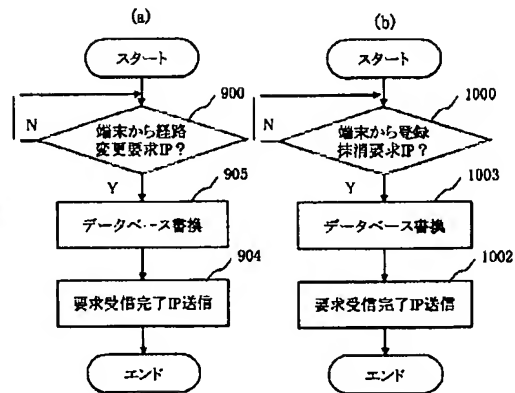 (a)
スタート
900
端末から経路
変更要求IP?
N
Y
905
データベース書換
904
要求受信完了IP送信
エンド
(b)
スタート
1000
端末から登録
抹消要求IP?
N
Y
1003
データベース書換
1002
要求受信完了IP送信
エンド